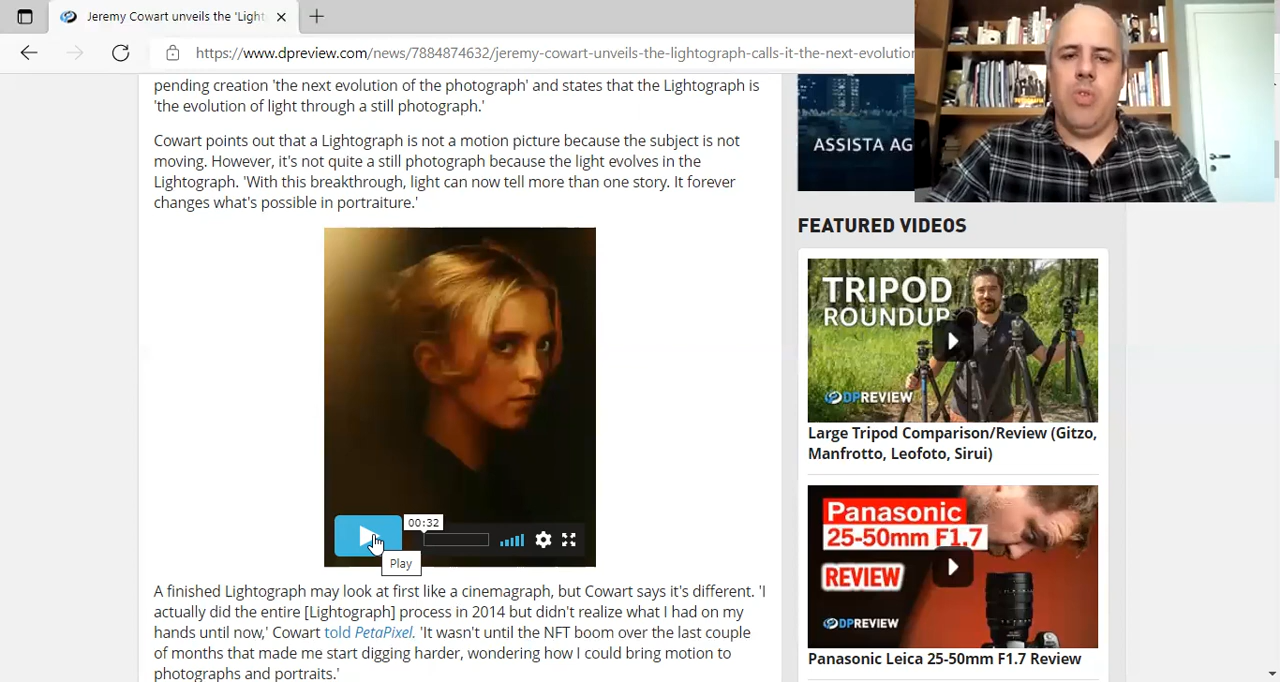 Jeremy Cowart unveils the 'Light
https://www.dpreview.com/news/7884874632/jeremy-cowart-unveils-the-lightograph-calls-it-the-next-evolution
pending creation 'the next evolution of the photograph' and states that the Lightograph is
'the evolution of light through a still photograph.'
Cowart points out that a Lightograph is not a motion picture because the subject is not
moving. However, it's not quite a still photograph because the light evolves in the
Lightograph. 'With this breakthrough, light can now tell more than one story. It forever
changes what's possible in portraiture.'
00:32
Play
A finished Lightograph may look at first like a cinemagraph, but Cowart says it's different. 'I
actually did the entire [Lightograph] process in 2014 but didn't realize what I had on my
hands until now,' Cowart told PetaPixel. 'It wasn't until the NFT boom over the last couple
of months that made me start digging harder, wondering how I could bring motion to
photographs and portraits.'
ASSISTA AG
FEATURED VIDEOS
TRIPOD
ROUNDUP
DPREVIEW
Large Tripod Comparison/Review (Gitzo,
Manfrotto, Leofoto, Sirui)
Panasonic
25-50mm F1.7
REVIEW
DPREVIEW
Panasonic Leica 25-50mm F1.7 Review